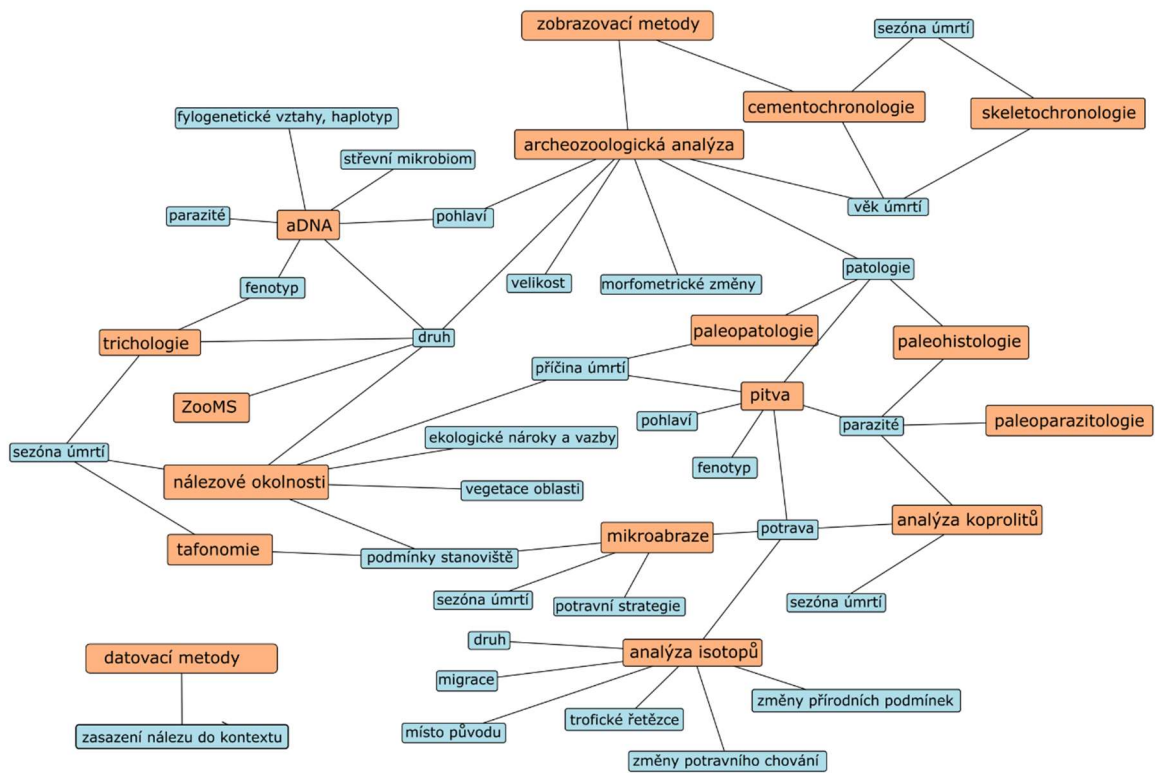 zobrazovací metody
sezóna úmrtí
cementochronologie
skeletochronologie
fylogenetické vztahy, haplotyp
archeozoologická analýza
střevní mikrobiom
parazité
aDNA
pohlaví
věk úmrtí
patologie
fenotyp
velikost
morfometrické změny
trichologie
druh
paleopatologie
paleohistologie
příčina úmrtí
ZooMS
pitva
pohlaví
parazité
paleoparazitologie
ekologické nároky a vazby
sezóna úmrtí
fenotyp
nálezové okolnosti
vegetace oblasti
analýza koprolitů
potrava
mikroabraze
tafonomie
podmínky stanoviště
sezóna úmrtí
potravní strategie
sezóna úmrtí
druh
analýza isotopů
datovací metody
migrace
změny přírodních podmínek
trofické řetězce
místo původu
zasazení nálezu do kontextu
změny potravního chování